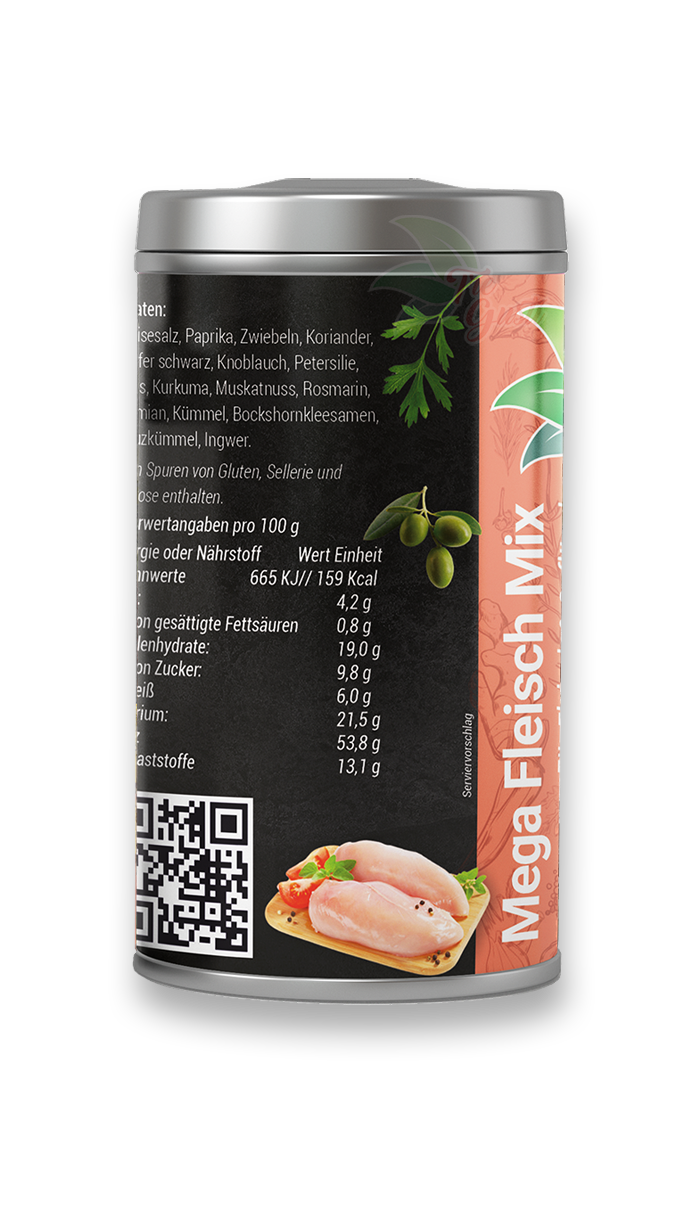 aten:
isesalz, Paprika, Zwiebeln, Koriander,
fer schwarz, Knoblauch, Petersilie,
s, Kurkuma, Muskatnuss, Rosmarin,
mian, Kümmel, Bockshornkleesamen,
uzkümmel, Ingwer.
n Spuren von Gluten, Sellerie und
ose enthalten.
rwertangaben pro 100 g
rgie oder Nährstoff Wert Einheit
nnwerte 665 KJ// 159 Kcal
: 4,2 g
on gesättigte Fettsäuren 0,8 g
lenhydrate: 19,0 g
on Zucker: 9,8 g
eiß 6,0 g
rium: 21,5 g
z 53,8 g
aststoffe 13,1 g
Serviervorschlag
Mega Fleisch Mix